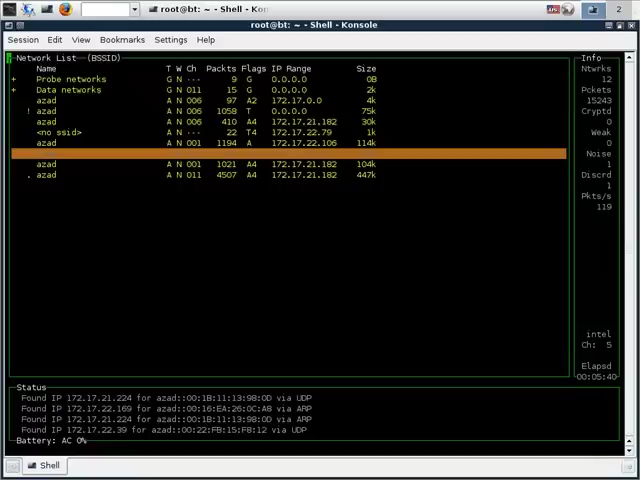 root@bt: ~ - Shell - Kon
2
root@bt: ~ - Shell - Konsole
Session Edit View Bookmarks Settings Help
Network List (BSSID)
Name T W Ch Packts Flags IP Range Size
+ Probe networks G N --- 9 G 0.0.0.0 0B
+ Data networks G N 011 15 G 0.0.0.0 2k
azad A N 006 97 A2 172.17.0.0 4k
! azad A N 006 1058 T 0.0.0.0 75k
azad A N 006 410 A4 172.17.21.182 30k
<no ssid> A N --- 22 T4 172.17.22.79 1k
azad A N 001 1194 A 172.17.22.106 114k
azad A N 001 1021 A4 172.17.21.182 104k
. azad A N 011 4507 A4 172.17.21.182 447k
Info
Ntwrks
12
Pckets
15243
Cryptd
0
Weak
0
Noise
1
Discrd
1
Pkts/s
119
intel
Ch: 5
Elapsd
00:05:40
Status
Found IP 172.17.21.224 for azad::00:1B:11:13:98:0D via UDP
Found IP 172.17.22.169 for azad::00:16:EA:26:0C:A8 via ARP
Found IP 172.17.21.224 for azad::00:1B:11:13:98:0D via ARP
Found IP 172.17.22.39 for azad::00:22:FB:15:F8:12 via UDP
Battery: AC 0%
Shell